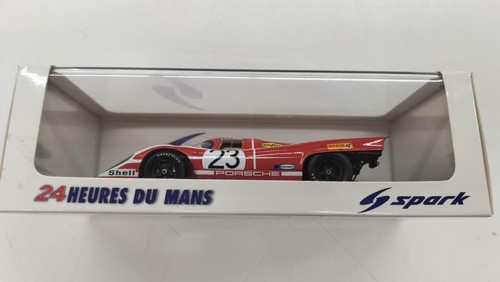 23
Shell
PORSCHE
24 HEURES DU MANS
spark